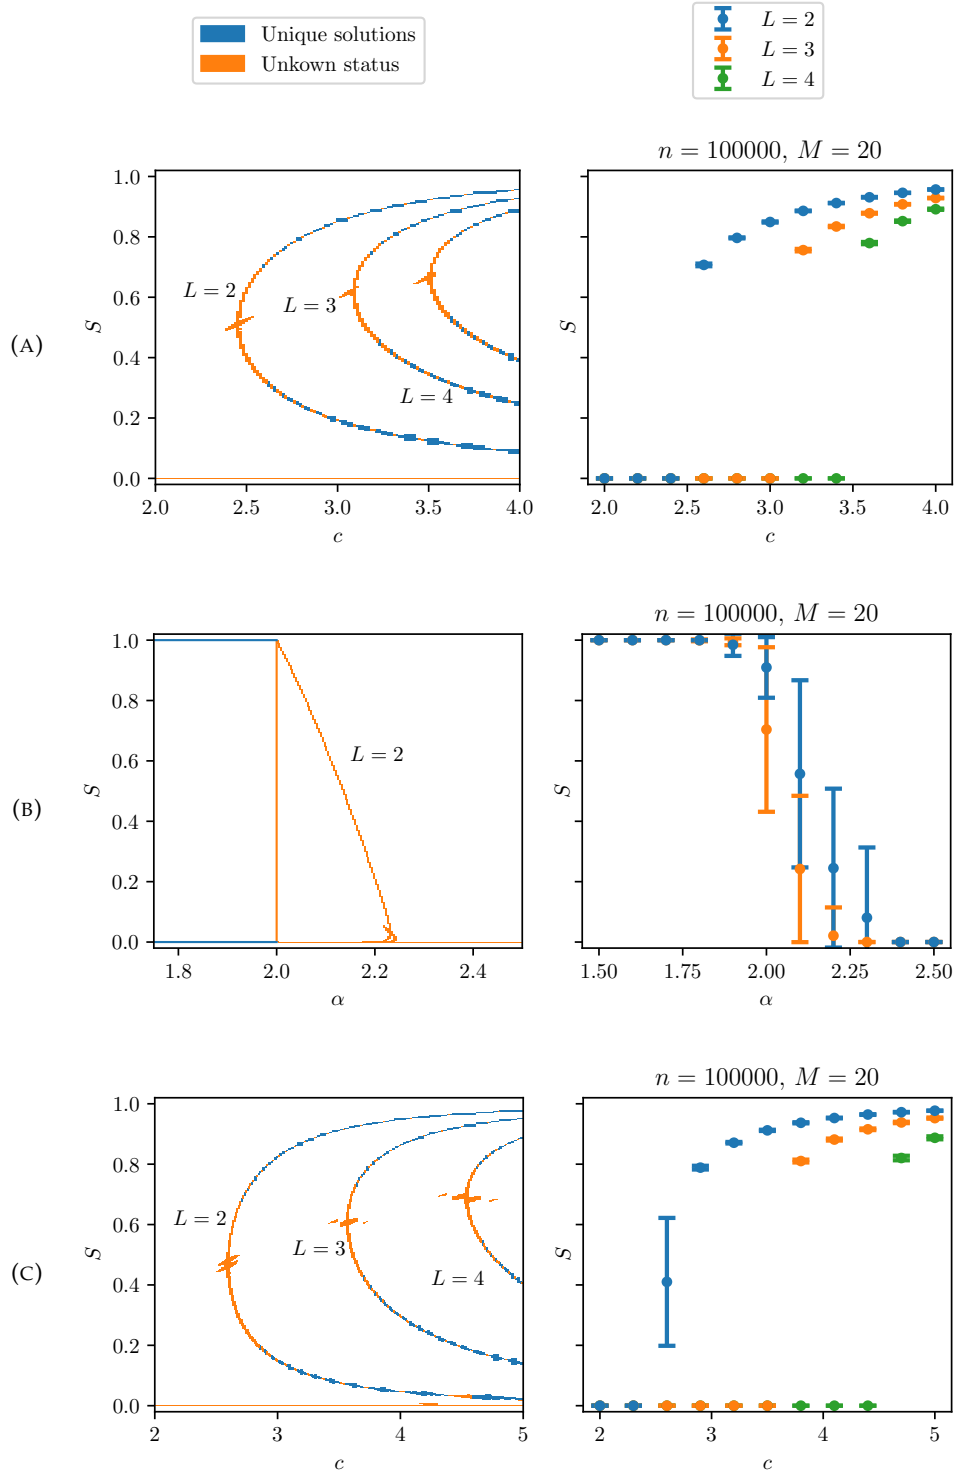 Unique solutions
Unkown status
L = 2
L = 3
L = 4
n = 100000, M = 20
(A)
S
1.0
0.8
0.6
0.4
0.2
0.0
L = 2
L = 3
L = 4
2.0 2.5 3.0 3.5 4.0
c
S
2.0 2.5 3.0 3.5 4.0
c
n = 100000, M = 20
(B)
S
1.0
0.8
0.6
0.4
0.2
0.0
L = 2
1.8 2.0 2.2 2.4
α
S
1.50 1.75 2.00 2.25 2.50
α
n = 100000, M = 20
(C)
S
1.0
0.8
0.6
0.4
0.2
0.0
L = 2
L = 3
L = 4
2 3 4 5
c
S
2 3 4 5
c